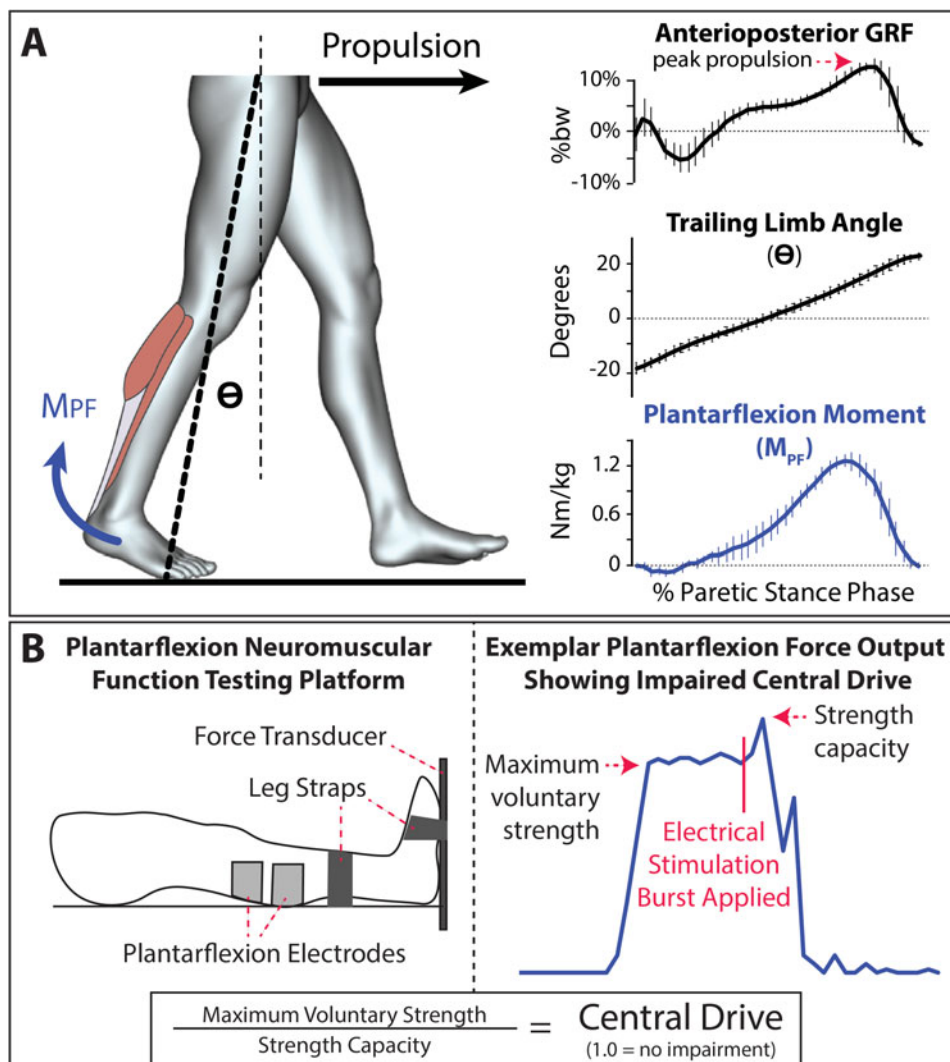 A
Propulsion
Anterioposterior GRF
peak propulsion
10%
0%
-10%
%bw
Trailing Limb Angle
(Ɵ)
20
0
-20
Degrees
Ɵ
MPF
Plantarflexion Moment
(MPF)
1.2
0.6
0
Nm/kg
% Paretic Stance Phase
B
Plantarflexion Neuromuscular
Function Testing Platform
Force Transducer
Leg Straps
Plantarflexion Electrodes
Exemplar Plantarflexion Force Output
Showing Impaired Central Drive
Strength
capacity
Maximum
voluntary
strength
Electrical
Stimulation
Burst Applied
Maximum Voluntary Strength
Strength Capacity
=
Central Drive
(1.0 = no impairment)